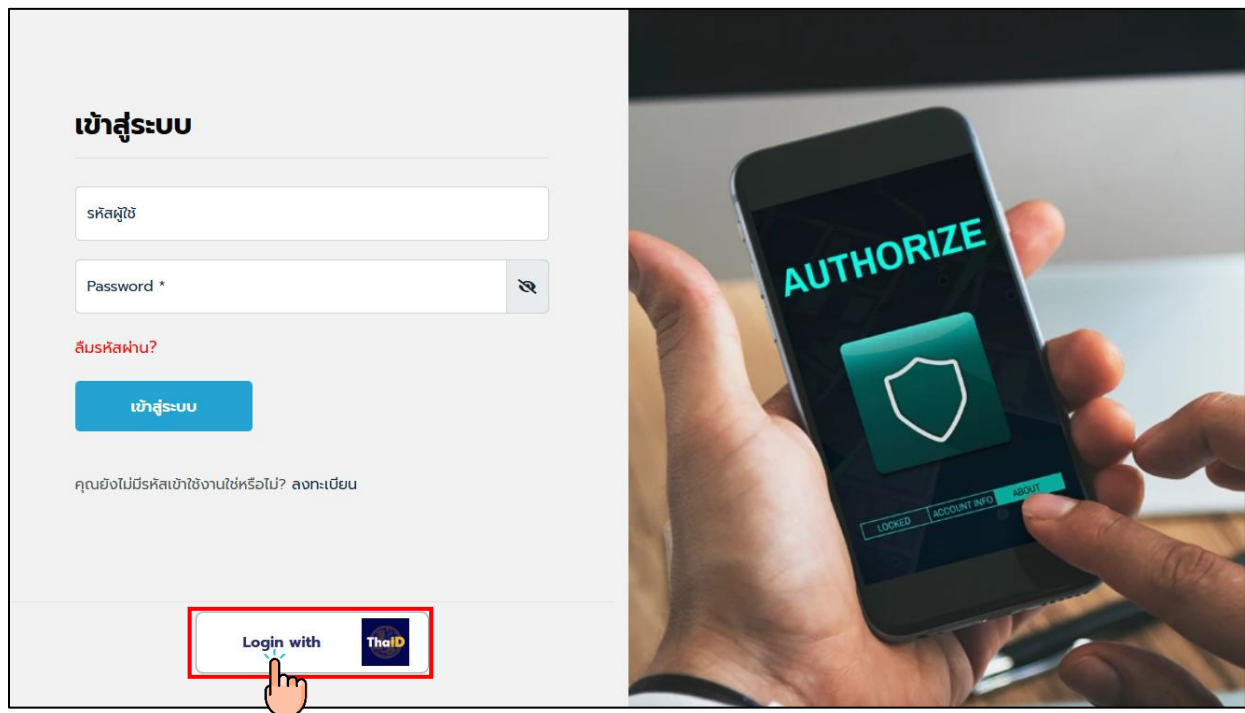 เข้าสู่ระบบ
รหัสผู้ใช้
Password *
ลืมรหัสผ่าน?
เข้าสู่ระบบ
คุณยังไม่มีรหัสเข้าใช้งานใช่หรือไม่? ลงทะเบียน
Login with ThaID
AUTHORIZE
LOCKED ACCOUNT INFO ABOUT